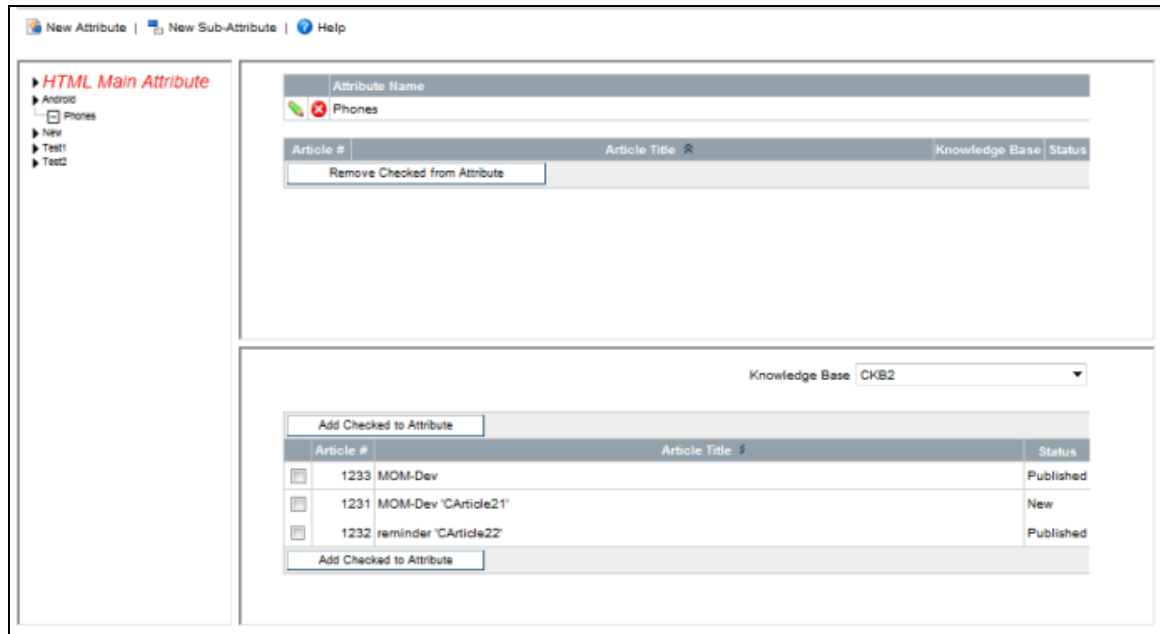 New Attribute | New Sub-Attribute | Help
HTML Main Attribute
Android
Phones
New
Test1
Test2
Attribute Name
Phones
Article # Article Title Knowledge Base Status
Remove Checked from Attribute
Knowledge Base CKB2
Add Checked to Attribute
Article # Article Title Status
1233 MOM-Dev Published
1231 MOM-Dev 'CArticle21' New
1232 reminder 'CArticle22' Published
Add Checked to Attribute